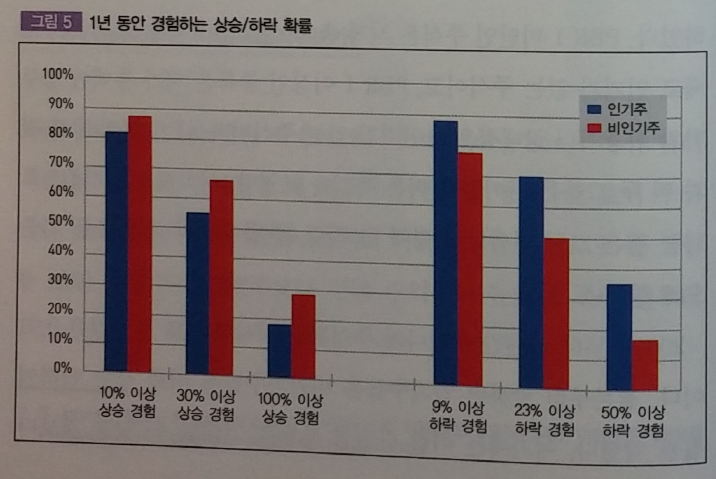 그림 5 1년 동안 경험하는 상승/하락 확률
100%
90%
80%
70%
60%
50%
40%
30%
20%
10%
0%
인기주
비인기주
10% 이상
상승 경험
30% 이상
상승 경험
100% 이상
상승 경험
9% 이상
하락 경험
23% 이상
하락 경험
50% 이상
하락 경험